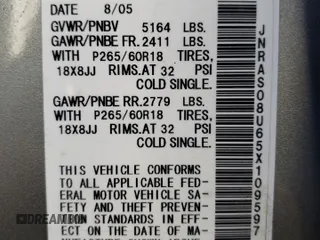 DATE 8/05
GVWR/PNBV 5164 LBS.
GAWR/PNBE FR. 2411 LBS.
WITH P265/60R18 TIRES,
18X8JJ RIMS.AT 32 PSI
COLD SINGLE.
GAWR/PNBE RR. 2779 LBS.
WITH P265/60R18 TIRES,
18X8JJ RIMS.AT 32 PSI
COLD SINGLE.
THIS VEHICLE CONFORMS
TO ALL APPLICABLE FED-
ERAL MOTOR VEHICLE SA
FETY AND THEFT PREVEN
TION STANDARDS IN EFF
ECT ON THE DATE OF MA
JNRAS08U65X109597
DREAM